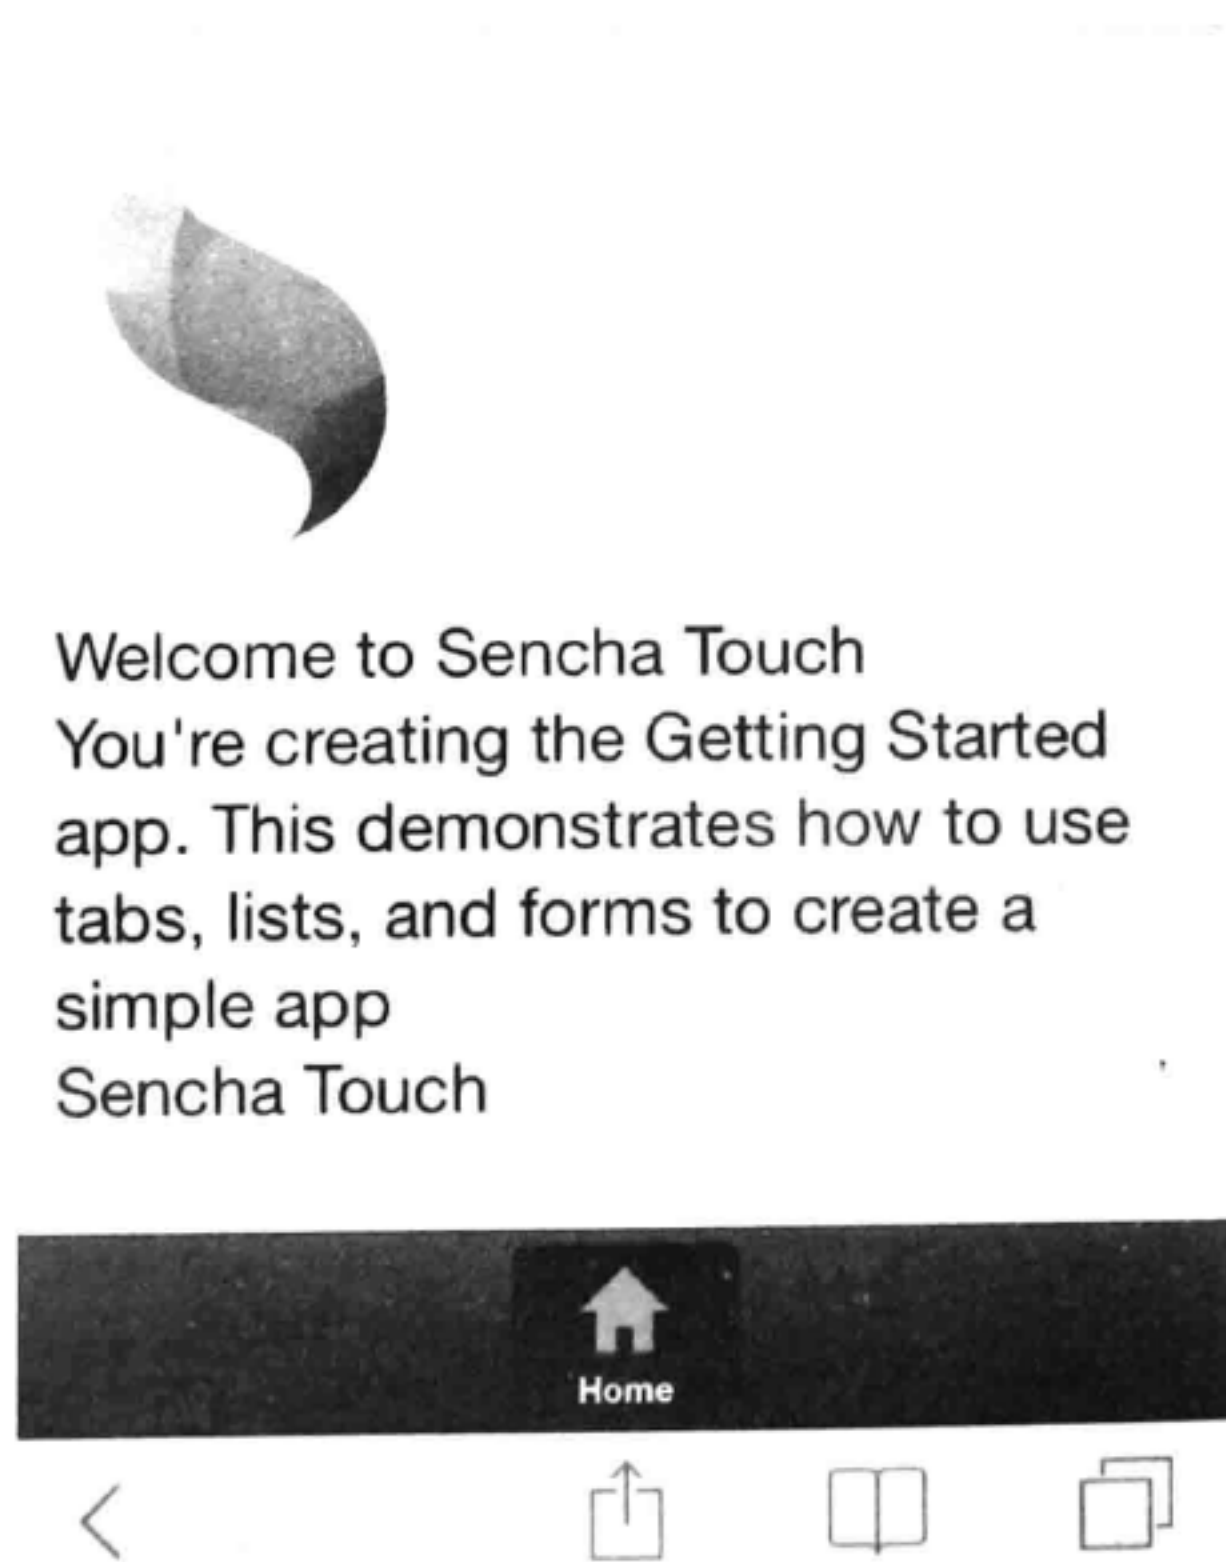 Welcome to Sencha Touch
You're creating the Getting Started
app. This demonstrates how to use
tabs, lists, and forms to create a
simple app
Sencha Touch
Home